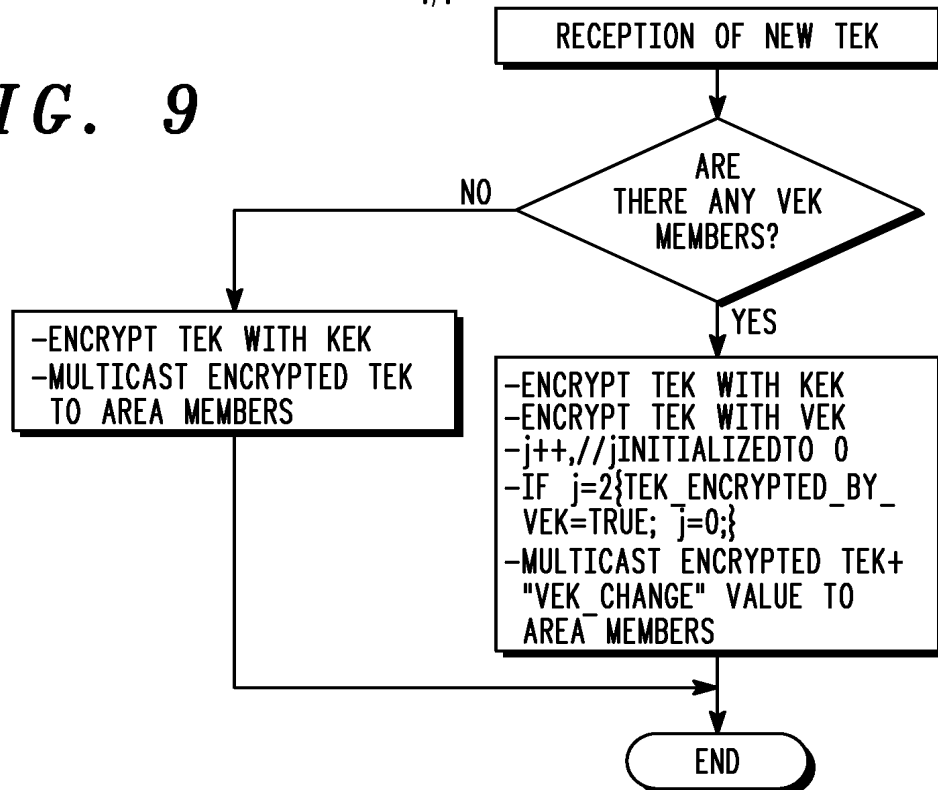 RECEPTION OF NEW TEK
IG. 9
ARE
THERE ANY VEK
MEMBERS?
NO
YES
-ENCRYPT TEK WITH KEK
-MULTICAST ENCRYPTED TEK
TO AREA MEMBERS
-ENCRYPT TEK WITH KEK
-ENCRYPT TEK WITH VEK
-j++,//jINITIALIZEDTO 0
-IF j=2{TEK_ENCRYPTED_BY_
VEK=TRUE; j=0;{
-MULTICAST ENCRYPTED TEK+
"VEK_CHANGE" VALUE TO
AREA MEMBERS
END